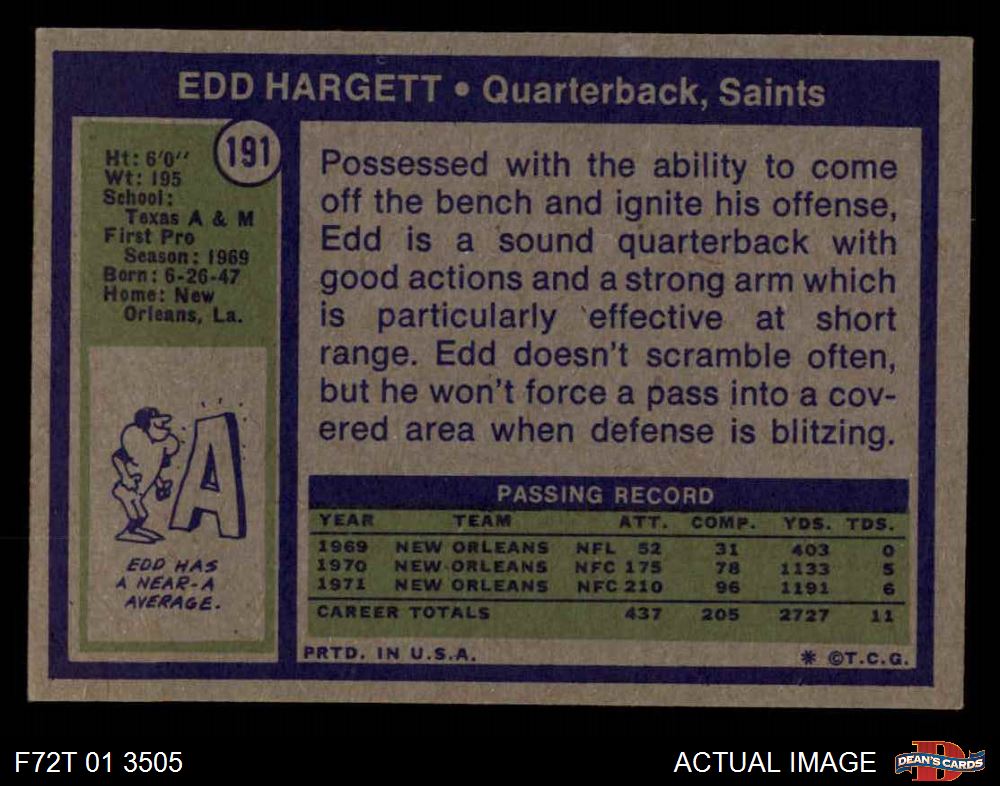 EDD HARGETT • Quarterback, Saints
191
Ht: 6'0"
Wt: 195
School:
Texas A & M
First Pro
Season: 1969
Born: 6-26-47
Home: New
Orleans, La.
A
EDD HAS
A NEAR-A
AVERAGE.
Possessed with the ability to come
off the bench and ignite his offense,
Edd is a sound quarterback with
good actions and a strong arm which
is particularly effective at short
range. Edd doesn't scramble often,
but he won't force a pass into a cov-
ered area when defense is blitzing.
PASSING RECORD
YEAR TEAM ATT. COMP. YDS. TDS.
1969 NEW ORLEANS NFL 52 31 403 0
1970 NEW ORLEANS NFC 175 78 1133 5
1971 NEW ORLEANS NFC 210 96 1191 6
CAREER TOTALS 437 205 2727 11
PRTD. IN U.S.A. * ©T.C.G.
F72T 01 3505
ACTUAL IMAGE
D
DEAN'S CARDS